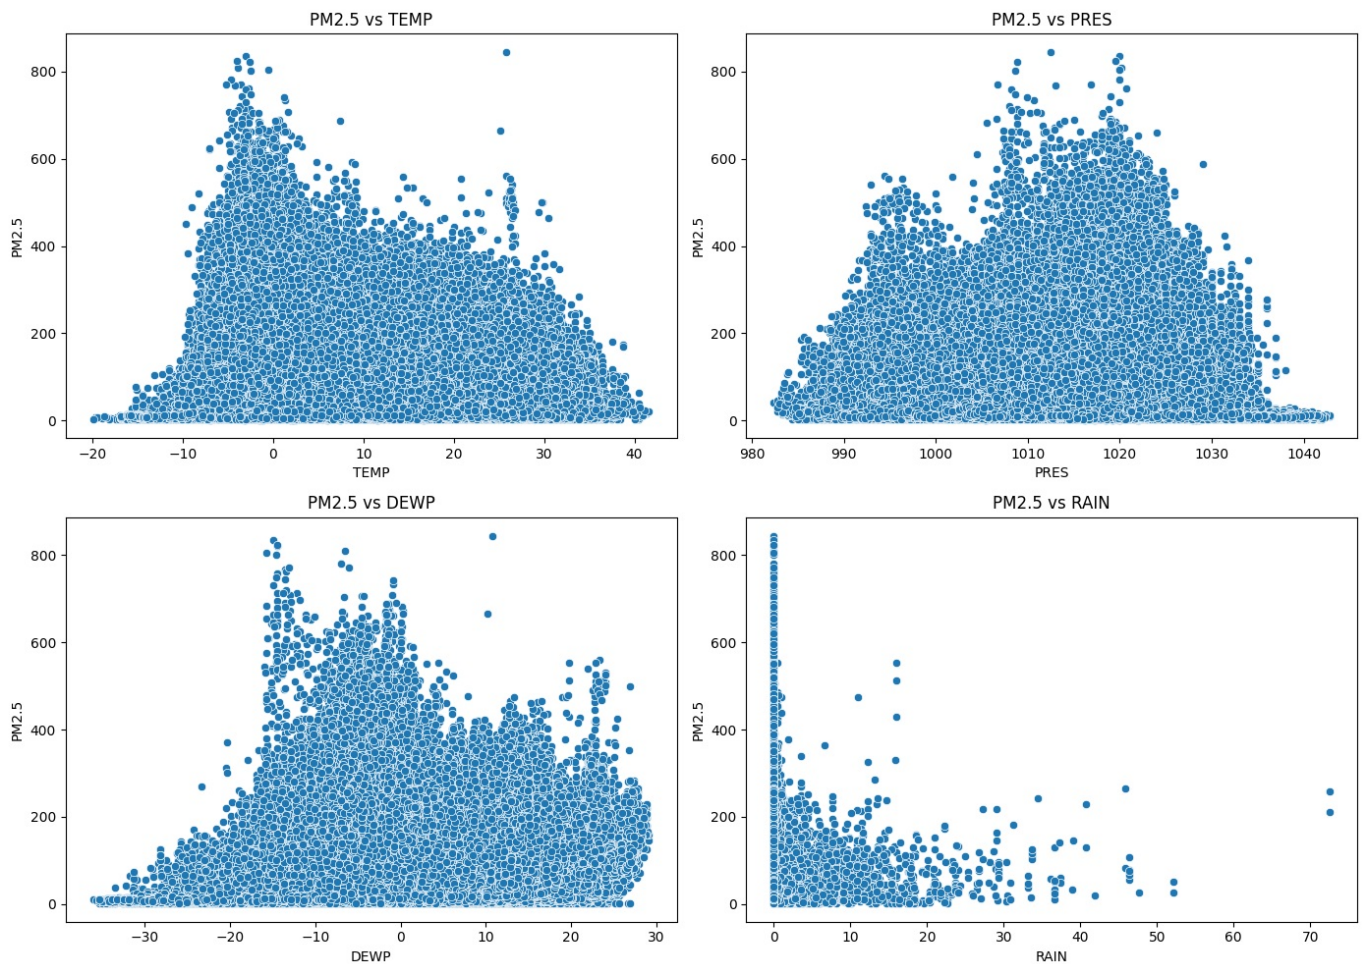 PM2.5 vs TEMP
800
600
400
200
0
PM2.5
−20 −10 0 10 20 30 40
TEMP
PM2.5 vs PRES
800
600
400
200
0
PM2.5
980 990 1000 1010 1020 1030 1040
PRES
PM2.5 vs DEWP
800
600
400
200
0
PM2.5
−30 −20 −10 0 10 20 30
DEWP
PM2.5 vs RAIN
800
600
400
200
0
PM2.5
0 10 20 30 40 50 60 70
RAIN